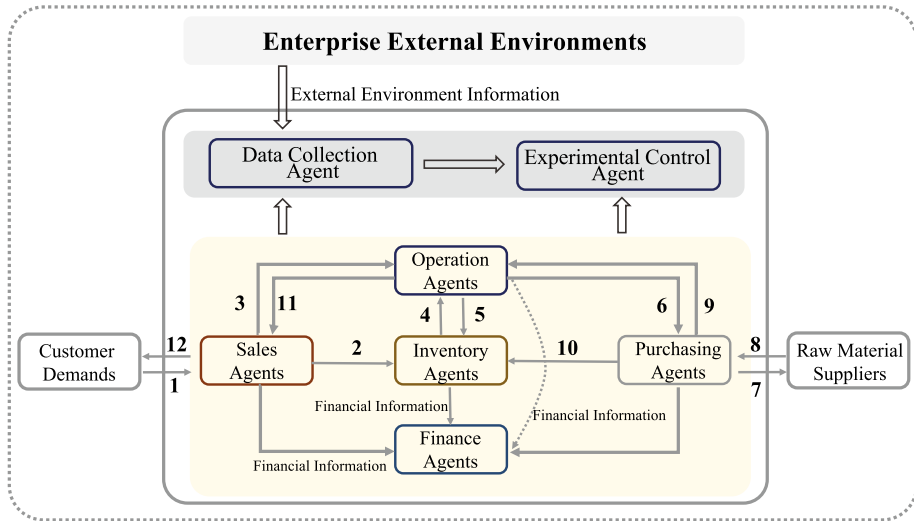 Enterprise External Environments
External Environment Information
Data Collection
Agent
Experimental Control
Agent
Operation
Agents
3
11
4
5
6
9
12
1
Customer
Demands
Sales
Agents
2
Inventory
Agents
10
Purchasing
Agents
8
7
Raw Material
Suppliers
Financial Information
Financial Information
Finance
Agents
Financial Information